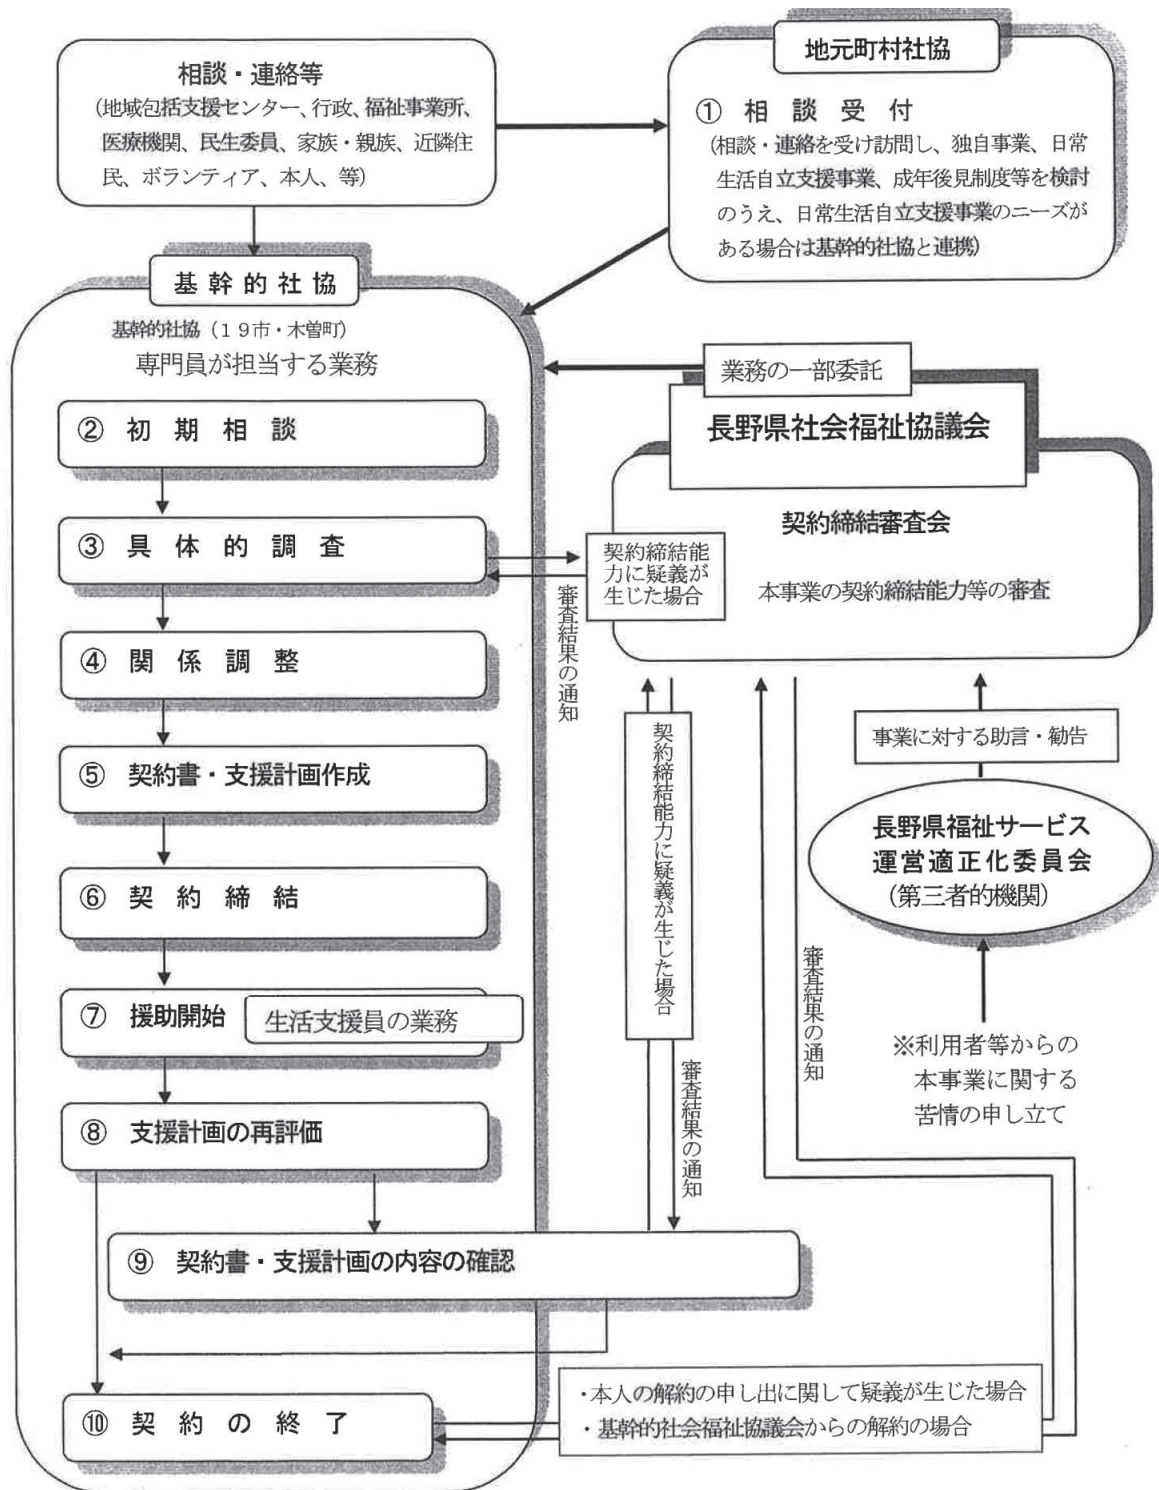 相談・連絡等
(地域包括支援センター、行政、福祉事業所、
医療機関、民生委員、家族・親族、近隣住
民、ボランティア、本人、等)
地元町村社協
① 相談受付
(相談・連絡を受け訪問し、独自事業、日常
生活自立支援事業、成年後見制度等を検討
のうえ、日常生活自立支援事業のニーズが
ある場合は基幹的社協と連携)
基幹的社協
基幹的社協(19市・木曽町)
専門員が担当する業務
② 初期相談
③ 具体的調査
④ 関係調整
⑤ 契約書・支援計画作成
⑥ 契約締結
⑦ 援助開始
生活支援員の業務
⑧ 支援計画の再評価
⑨ 契約書・支援計画の内容の確認
⑩ 契約の終了
業務の一部委託
長野県社会福祉協議会
契約締結審査会
本事業の契約締結能力等の審査
契約締結能
力に疑義が
生じた場合
審査結果の通知
契約締結能力に疑義が生じた場合
審査結果の通知
審査結果の通知
事業に対する助言・勧告
長野県福祉サービス
運営適正化委員会
(第三者的機関)
※利用者等からの
本事業に関する
苦情の申し立て
・本人の解約の申し出に関して疑義が生じた場合
・基幹的社会福祉協議会からの解約の場合